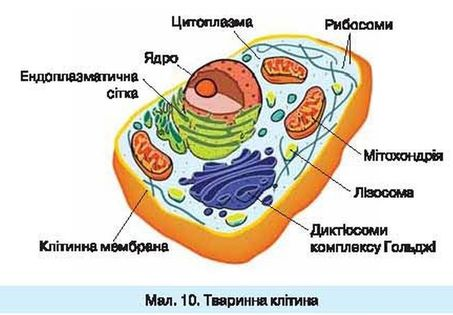 Цитоплазма
Рибосоми
Ядро
Ендоплазматична
сітка
Мітохондрія
Лізосома
Клітинна мембрана
Диктіосоми
комплексу Гольджі
Мал. 10. Тваринна клітина